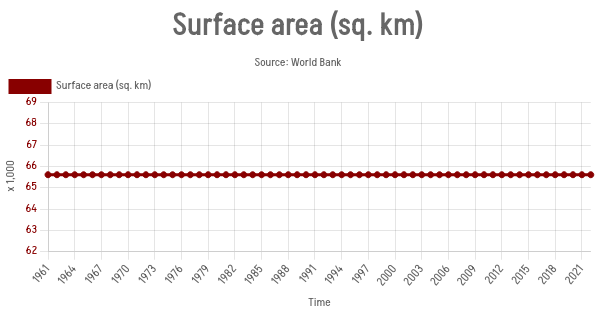 Surface area (sq. km)
Source: World Bank
Surface area (sq. km)
69
68
67
66
65
64
63
62
x 1,000
1961 1964 1967 1970 1973 1976 1979 1982 1985 1988 1991 1994 1997 2000 2003 2006 2009 2012 2015 2018 2021
Time